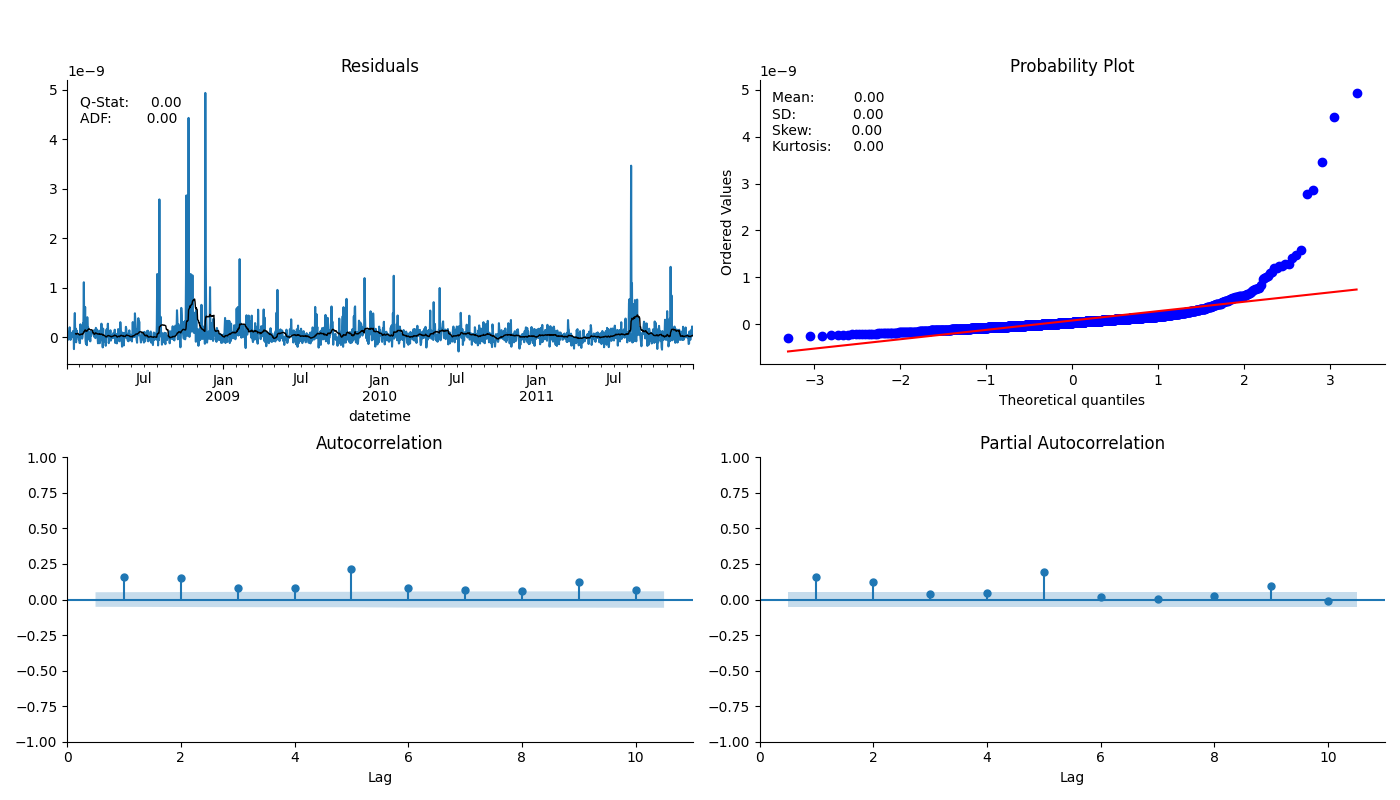 Residuals
1e−9
Q-Stat: 0.00
ADF: 0.00
5
4
3
2
1
0
Jul Jan Jul Jan Jul Jan Jul
2009 2010 2011
datetime
Probability Plot
1e−9
Mean: 0.00
SD: 0.00
Skew: 0.00
Kurtosis: 0.00
Ordered Values
5
4
3
2
1
0
−3 −2 −1 0 1 2 3
Theoretical quantiles
Autocorrelation
1.00
0.75
0.50
0.25
0.00
−0.25
−0.50
−0.75
−1.00
0 2 4 6 8 10
Lag
Partial Autocorrelation
1.00
0.75
0.50
0.25
0.00
−0.25
−0.50
−0.75
−1.00
0 2 4 6 8 10
Lag